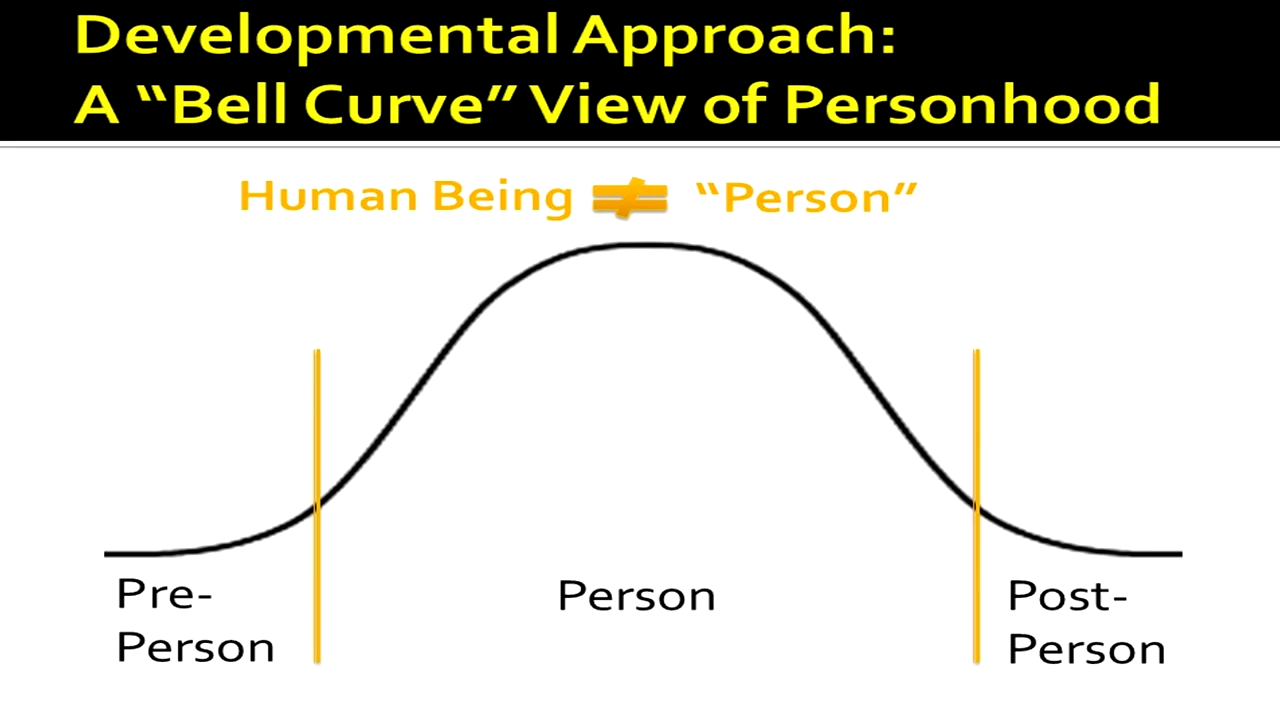 Developmental Approach:
A “Bell Curve” View of Personhood
Human Being ≠ “Person”
Pre-
Person
Person
Post-
Person